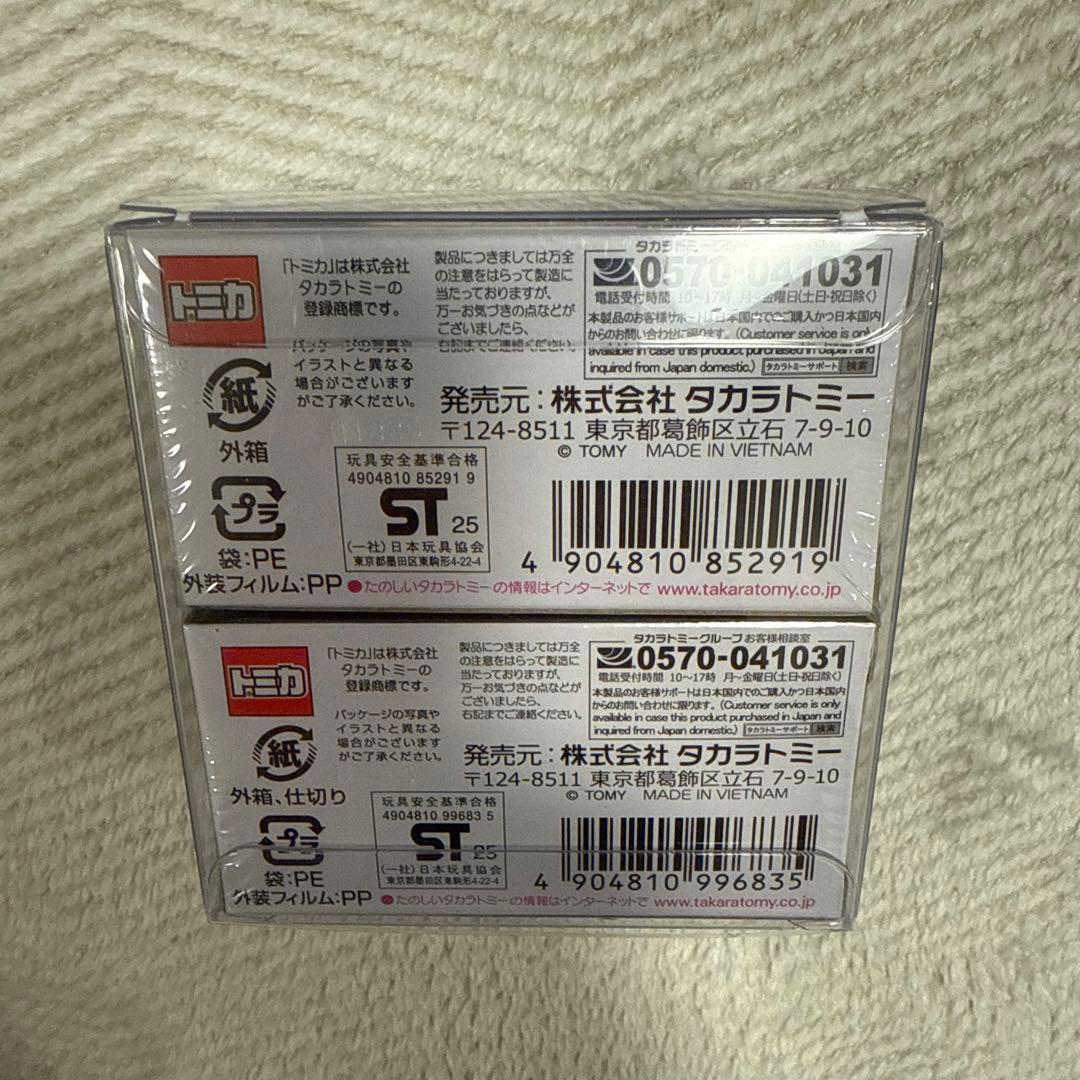 トミカ
「トミカ」は株式会社
タカラトミーの
登録商標です。
パッケージの写真や
イラストと異なる
場合がございます
がご了承ください。
製品につきましては万全
の注意をはらって製造に
当たっておりますが、
万一お気づきの点などが
ございましたら、
右記までご連絡ください。
タカラトミーグループ
0570-041031
電話受付時間 10〜17時 月〜金曜日(土日・祝日除く)
本製品のお客様サポートは日本国内でのご購入かつ日本国内
からのお問い合わせに限ります。(Customer service is only
available in case this product purchased in Japan and
inquired from Japan domestic.) タカラトミーサポート 検索
紙
外箱
プラ
袋:PE
外装フィルム:PP
発売元:株式会社 タカラトミー
〒124-8511 東京都葛飾区立石 7-9-10
© TOMY MADE IN VIETNAM
玩具安全基準合格
4904810 85291 9
ST 25
(一社)日本玩具協会
東京都墨田区東駒形4-22-4
4 904810 852919
●たのしいタカラトミーの情報はインターネットで www.takaratomy.co.jp
トミカ
「トミカ」は株式会社
タカラトミーの
登録商標です。
パッケージの写真や
イラストと異なる
場合がございます
がご了承ください。
製品につきましては万全
の注意をはらって製造に
当たっておりますが、
万一お気づきの点などが
ございましたら、
右記までご連絡ください。
タカラトミーグループ お客様相談室
0570-041031
電話受付時間 10〜17時 月〜金曜日(土日・祝日除く)
本製品のお客様サポートは日本国内でのご購入かつ日本国内
からのお問い合わせに限ります。(Customer service is only
available in case this product purchased in Japan and
inquired from Japan domestic.) タカラトミーサポート 検索
紙
外箱、仕切り
プラ
袋:PE
外装フィルム:PP
発売元:株式会社 タカラトミー
〒124-8511 東京都葛飾区立石 7-9-10
© TOMY MADE IN VIETNAM
玩具安全基準合格
4904810 99683 5
ST 25
(一社)日本玩具協会
東京都墨田区東駒形4-22-4
4 904810 996835
●たのしいタカラトミーの情報はインターネットで www.takaratomy.co.jp